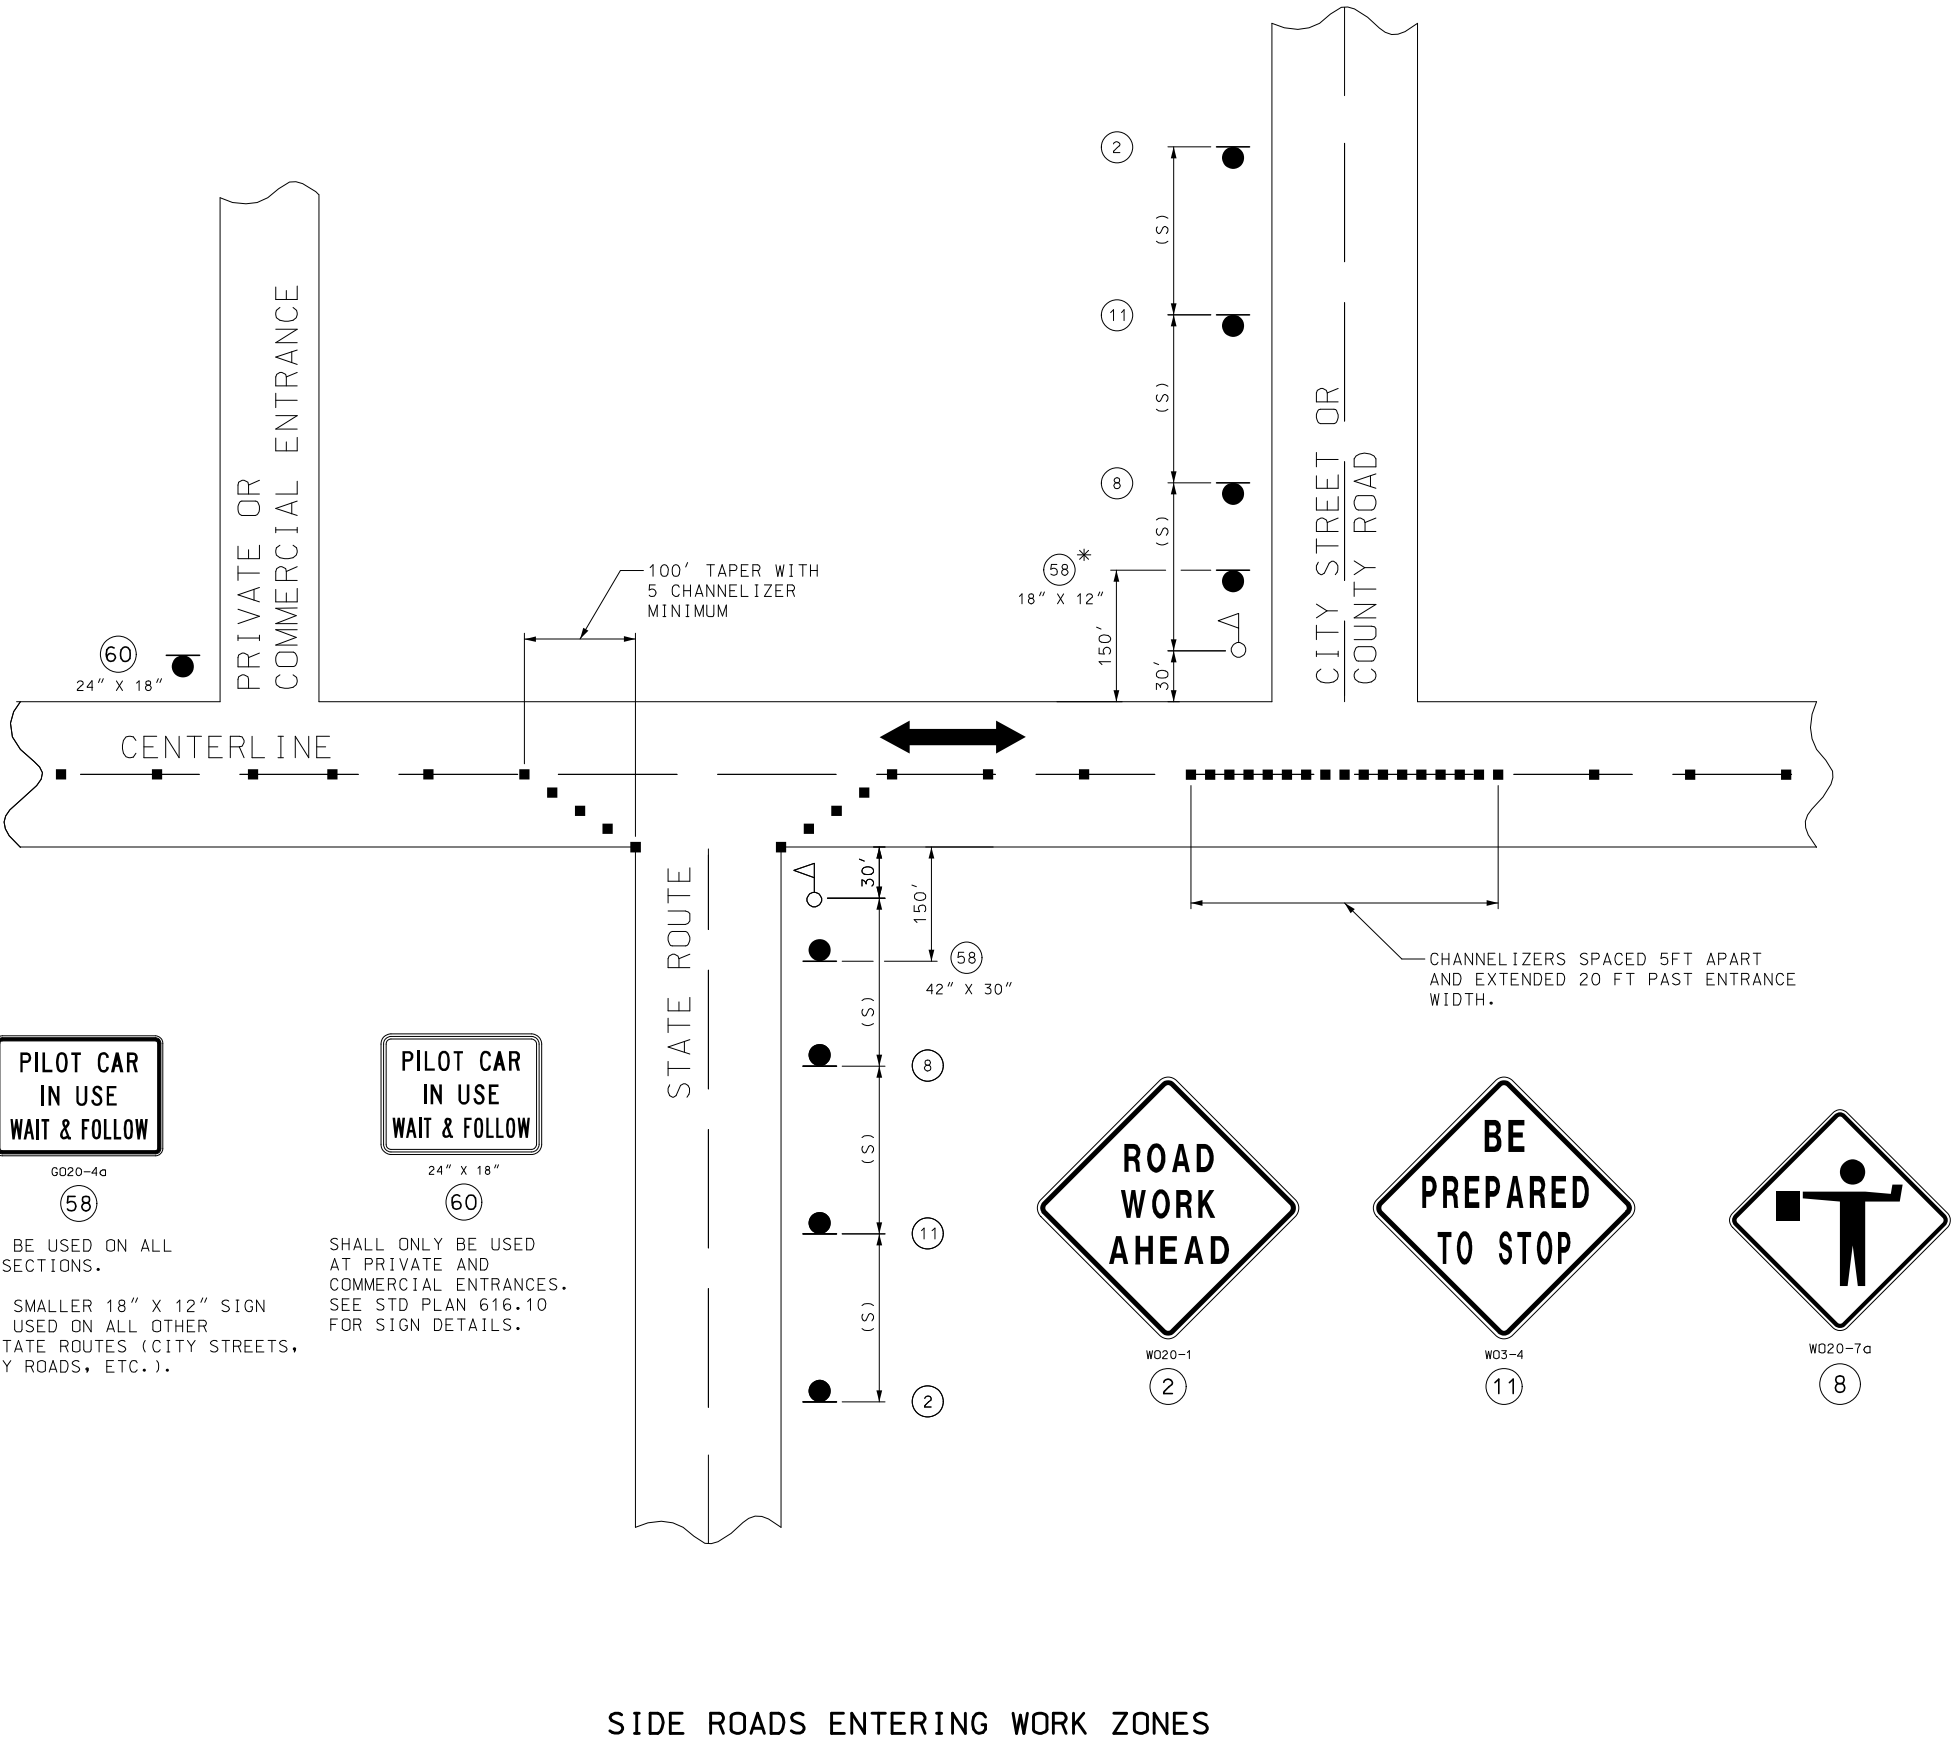 2
(S)
11
(S)
8
(S)
58*
18" X 12"
150'
30'
CITY STREET OR
COUNTY ROAD
PRIVATE OR
COMMERCIAL ENTRANCE
60
24" X 18"
100' TAPER WITH
5 CHANNELIZER
MINIMUM
CENTERLINE
STATE ROUTE
30'
150'
58
42" X 30"
(S)
8
(S)
11
(S)
2
CHANNELIZERS SPACED 5FT APART
AND EXTENDED 20 FT PAST ENTRANCE
WIDTH.
PILOT CAR
IN USE
WAIT & FOLLOW
GO20-4a
58
BE USED ON ALL
SECTIONS.
SMALLER 18" X 12" SIGN
USED ON ALL OTHER
TATE ROUTES (CITY STREETS,
Y ROADS, ETC.).
PILOT CAR
IN USE
WAIT & FOLLOW
24" X 18"
60
SHALL ONLY BE USED
AT PRIVATE AND
COMMERCIAL ENTRANCES.
SEE STD PLAN 616.10
FOR SIGN DETAILS.
ROAD
WORK
AHEAD
WO20-1
2
BE
PREPARED
TO STOP
WO3-4
11
WO20-7a
8
SIDE ROADS ENTERING WORK ZONES